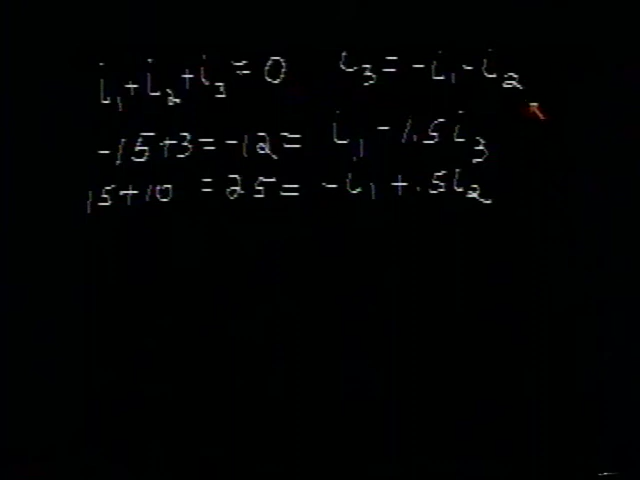 i₁+i₂+i₃=0 i₃=-i₁-i₂
-15+3=-12= i₁-1.5i₃
15+10 =25= -i₁+.5i₂